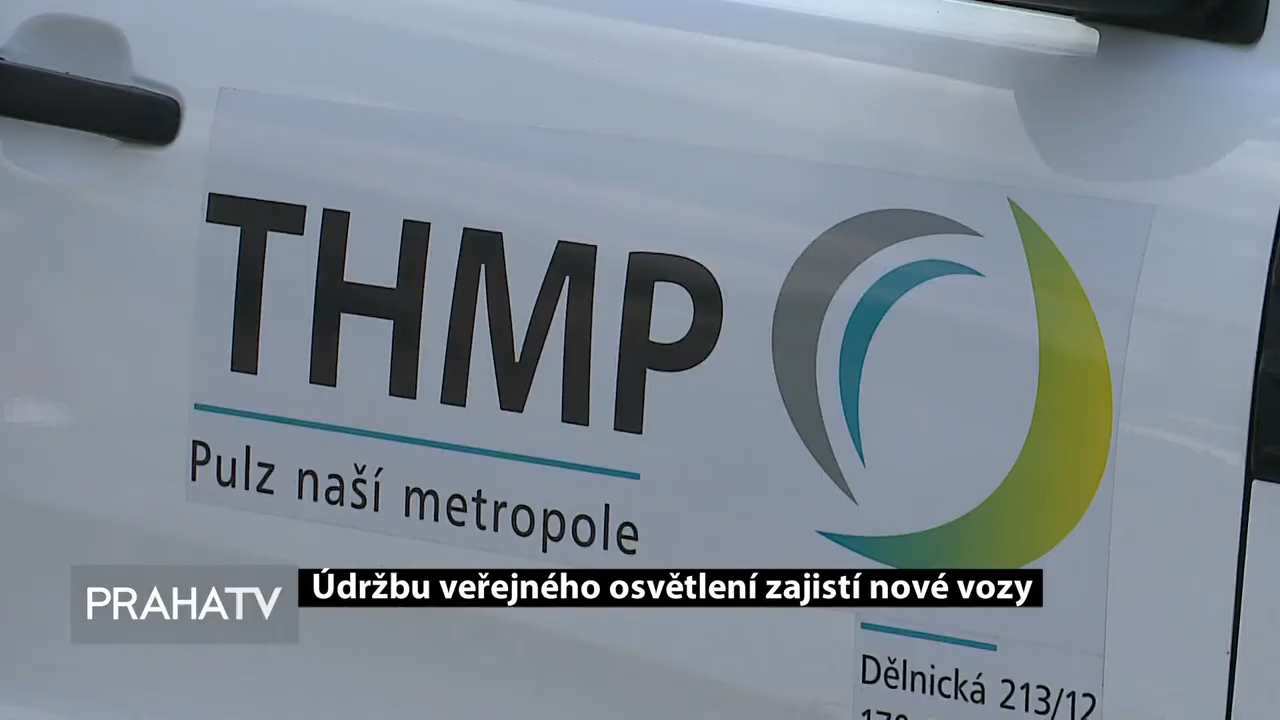 THMP
Pulz naší metropole
PRAHATV
Údržbu veřejného osvětlení zajistí nové vozy
Dělnická 213/12